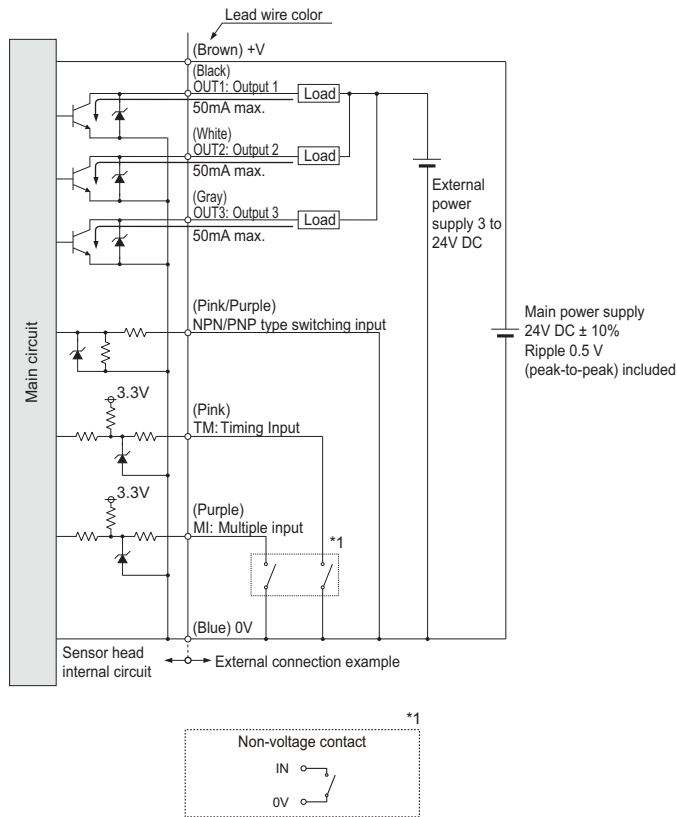 Lead wire color
(Brown) +V
(Black)
OUT1: Output 1
Load
50mA max.
(White)
OUT2: Output 2
Load
50mA max.
(Gray)
OUT3: Output 3
Load
50mA max.
External
power
supply 3 to
24V DC
Main circuit
(Pink/Purple)
NPN/PNP type switching input
Main power supply
24V DC ± 10%
Ripple 0.5 V
(peak-to-peak) included
3.3V
(Pink)
TM: Timing Input
3.3V
(Purple)
MI: Multiple input
*1
(Blue) 0V
Sensor head
internal circuit
External connection example
*1
Non-voltage contact
IN
0V